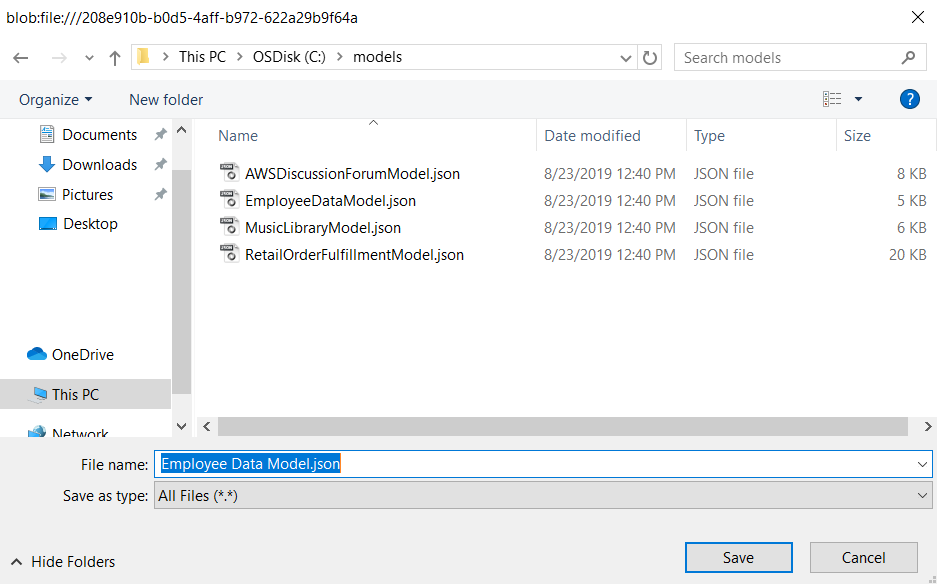 blob:file:///208e910b-b0d5-4aff-b972-622a29b9f64a
This PC > OSDisk (C:) > models
Search models
Organize
New folder
?
Documents
Downloads
Pictures
Desktop
OneDrive
This PC
Network
Name Date modified Type Size
AWSDiscussionForumModel.json 8/23/2019 12:40 PM JSON file 8 KB
EmployeeDataModel.json 8/23/2019 12:40 PM JSON file 5 KB
MusicLibraryModel.json 8/23/2019 12:40 PM JSON file 6 KB
RetailOrderFulfillmentModel.json 8/23/2019 12:40 PM JSON file 20 KB
File name: Employee Data Model.json
Save as type: All Files (*.*)
Hide Folders
Save
Cancel